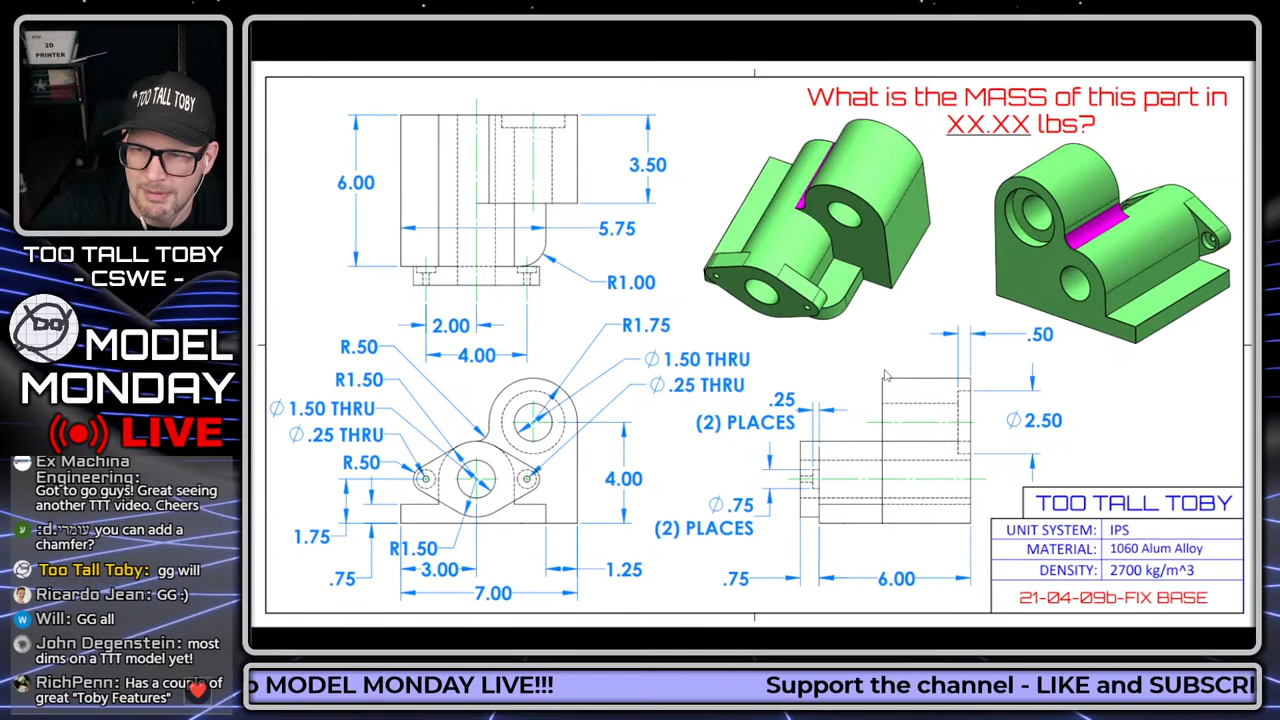 NEW
2D
PRINTER
"TOO TALL TOBY
TOO TALL TOBY
- CSWE -
MODEL
MONDAY
LIVE
Ex Machina
Engineering:
Got to go guys! Great seeing
another TTT video. Cheers
:d. עומרי you can add a
chamfer?
Too Tall Toby: gg will
Ricardo Jean: GG :)
Will: GG all
John Degenstein: most
dims on a TTT model yet!
RichPenn: Has a couple of
great "Toby Features"
What is the MASS of this part in
XX.XX lbs?
6.00
3.50
5.75
R1.00
2.00
4.00
R.50
R1.75
R1.50
∅ 1.50 THRU
∅ .25 THRU
∅ 1.50 THRU
∅ .25 THRU
R.50
4.00
1.75
.75
R1.50
3.00
1.25
7.00
.50
.25
(2) PLACES
∅ 2.50
∅ .75
(2) PLACES
.75
6.00
TOO TALL TOBY
UNIT SYSTEM: IPS
MATERIAL: 1060 Alum Alloy
DENSITY: 2700 kg/m^3
21-04-09b-FIX BASE
o MODEL MONDAY LIVE!!! Support the channel - LIKE and SUBSCRI